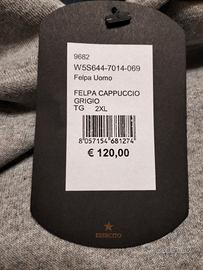 9682
W5S644-7014-069
Felpa Uomo
FELPA CAPPUCCIO
GRIGIO
TG 2XL
8 057154 681274
€ 120,00
ESERCITO